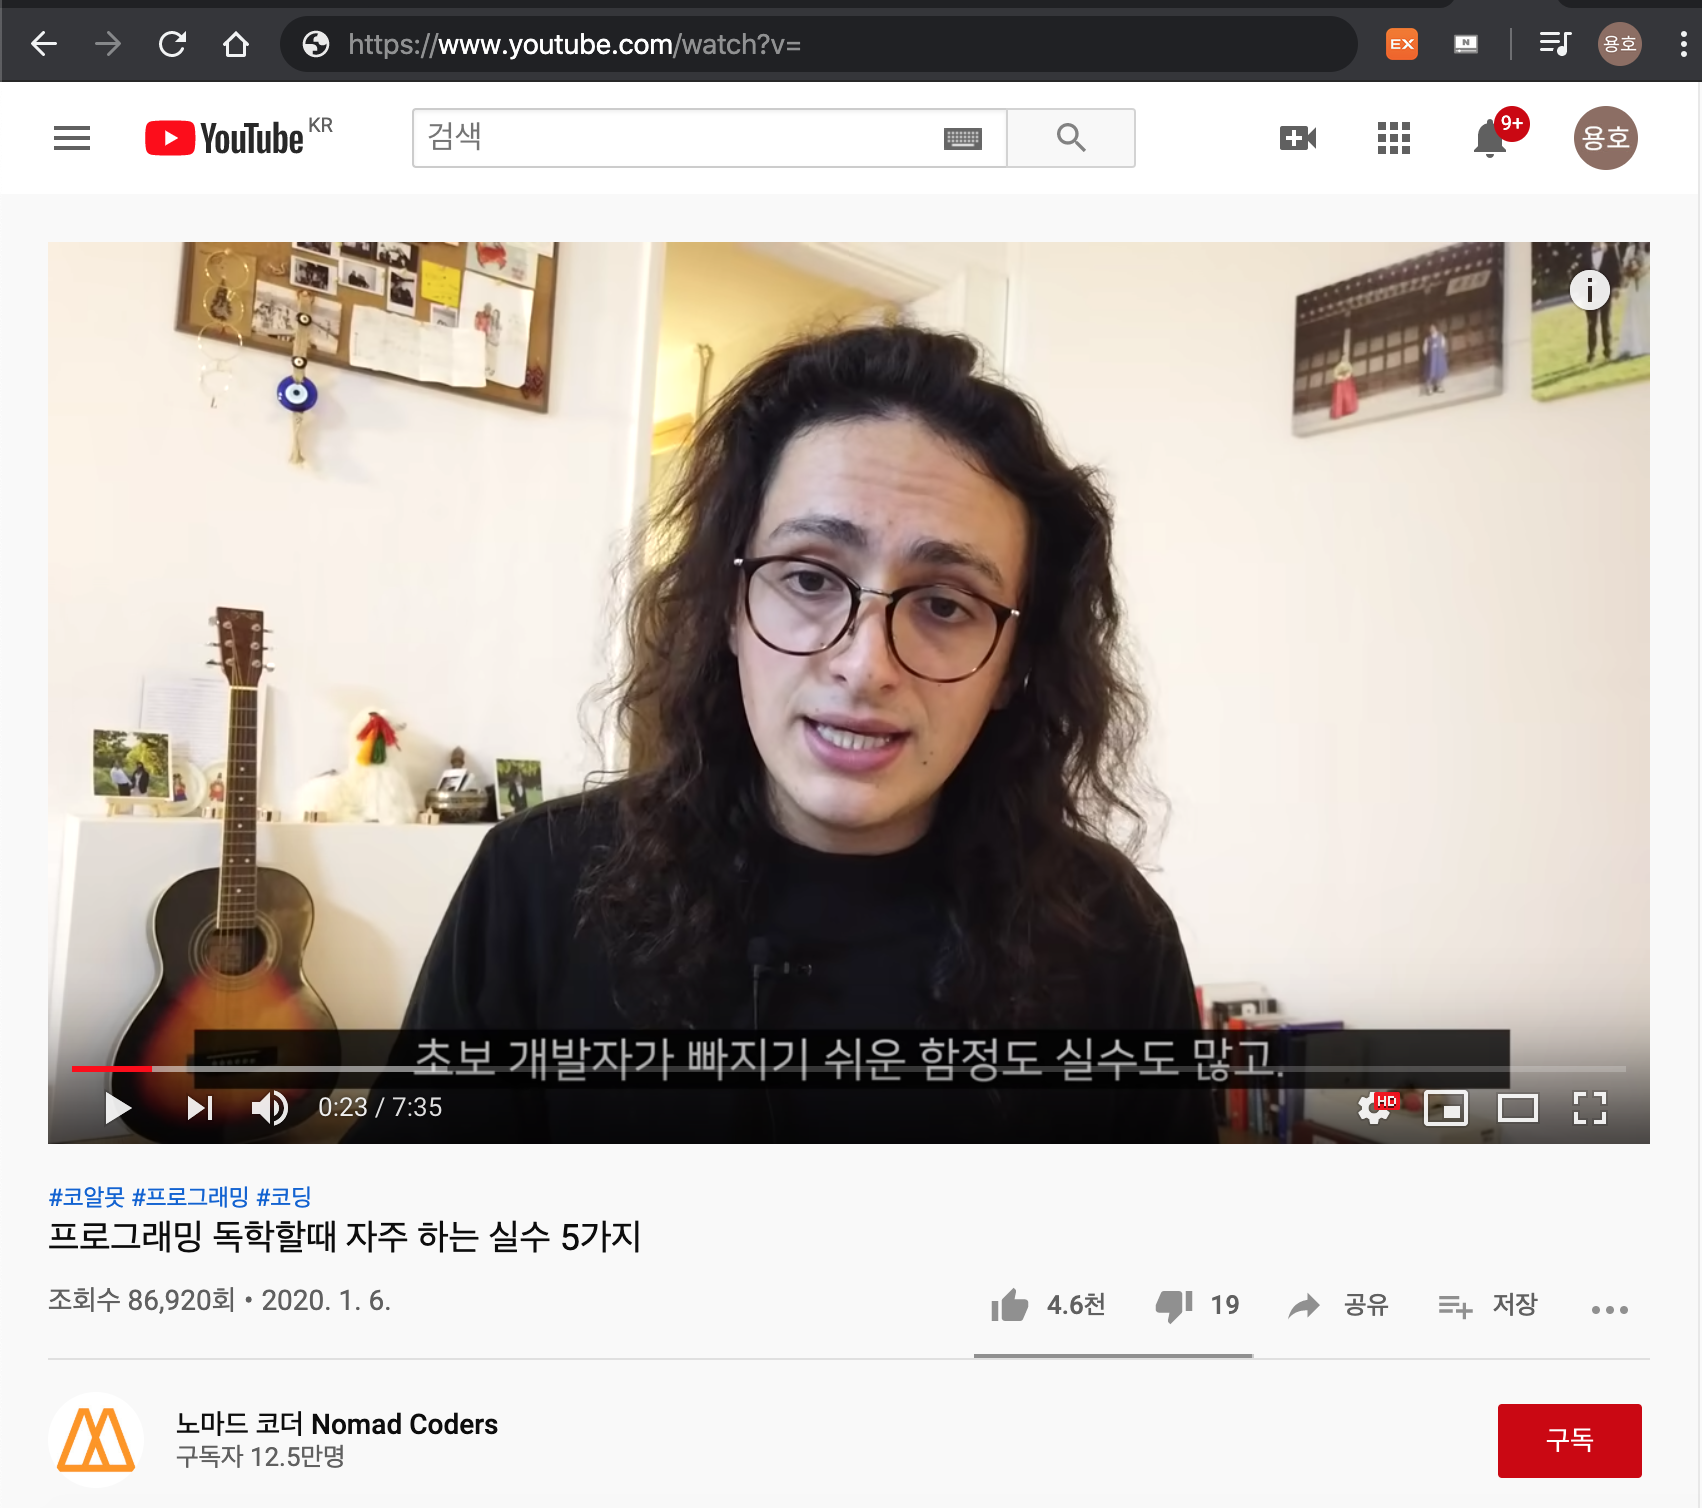 https://www.youtube.com/watch?v=
EX
N
용호
YouTube KR
검색
9+
용호
초보 개발자가 빠지기 쉬운 함정도 실수도 많고.
0:23 / 7:35
HD
#코알못 #프로그래밍 #코딩
프로그래밍 독학할때 자주 하는 실수 5가지
조회수 86,920회 • 2020. 1. 6.
4.6천
19
공유
저장
노마드 코더 Nomad Coders
구독자 12.5만명
구독